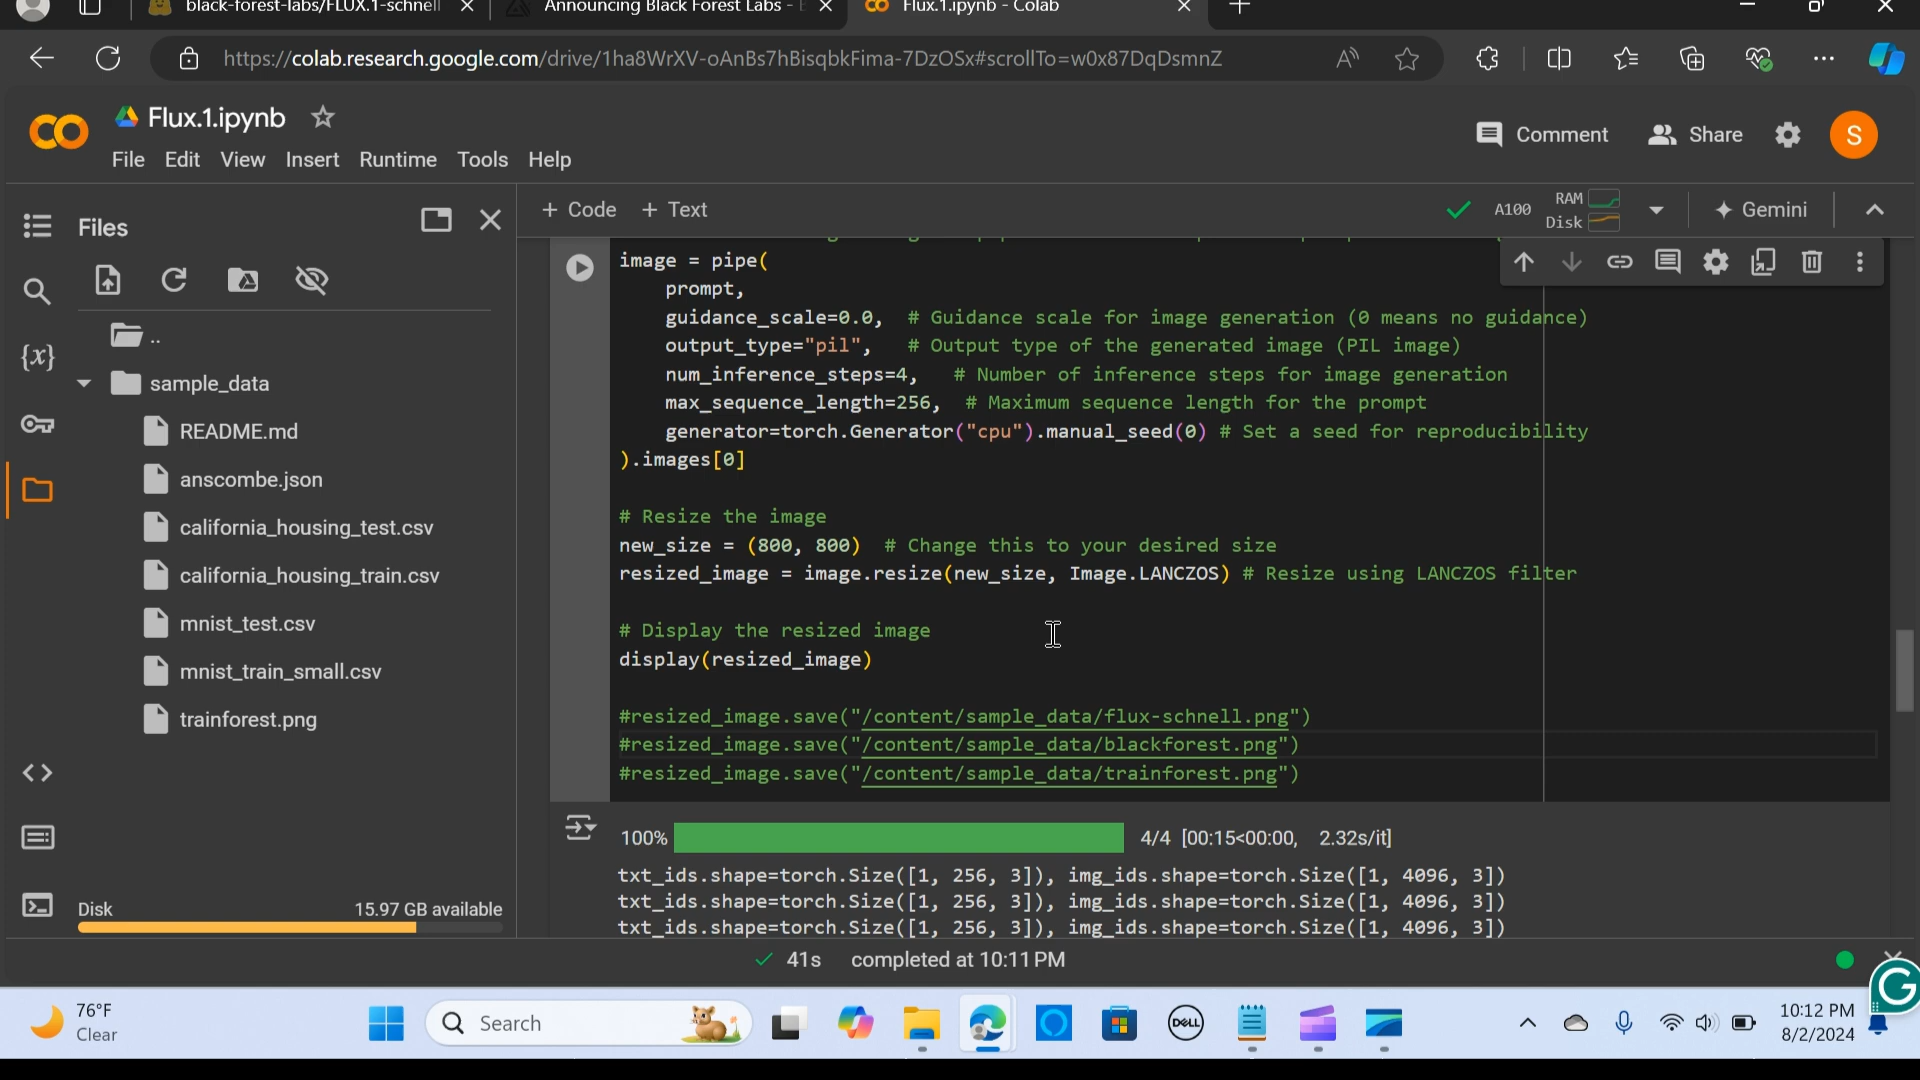 black-forest-labs/FLUX.1-schnell
Announcing Black Forest Labs -
Flux.1.ipynb - Colab
https://colab.research.google.com/drive/1ha8WrXV-oAnBs7hBisqbkFima-7DzOSx#scrollTo=w0x87DqDsmnZ
Flux.1.ipynb
File Edit View Insert Runtime Tools Help
Comment Share S
Files
+ Code + Text
A100 RAM
Disk
Gemini
..
sample_data
README.md
anscombe.json
california_housing_test.csv
california_housing_train.csv
mnist_test.csv
mnist_train_small.csv
trainforest.png
Disk 15.97 GB available
image = pipe(
prompt,
guidance_scale=0.0, # Guidance scale for image generation (0 means no guidance)
output_type="pil", # Output type of the generated image (PIL image)
num_inference_steps=4, # Number of inference steps for image generation
max_sequence_length=256, # Maximum sequence length for the prompt
generator=torch.Generator("cpu").manual_seed(0) # Set a seed for reproducibility
).images[0]
# Resize the image
new_size = (800, 800) # Change this to your desired size
resized_image = image.resize(new_size, Image.LANCZOS) # Resize using LANCZOS filter
# Display the resized image
display(resized_image)
#resized_image.save("/content/sample_data/flux-schnell.png")
#resized_image.save("/content/sample_data/blackforest.png")
#resized_image.save("/content/sample_data/trainforest.png")
100% 4/4 [00:15<00:00, 2.32s/it]
txt_ids.shape=torch.Size([1, 256, 3]), img_ids.shape=torch.Size([1, 4096, 3])
txt_ids.shape=torch.Size([1, 256, 3]), img_ids.shape=torch.Size([1, 4096, 3])
txt_ids.shape=torch.Size([1, 256, 3]), img_ids.shape=torch.Size([1, 4096, 3])
41s completed at 10:11 PM
76°F
Clear
Search
DELL
10:12 PM
8/2/2024